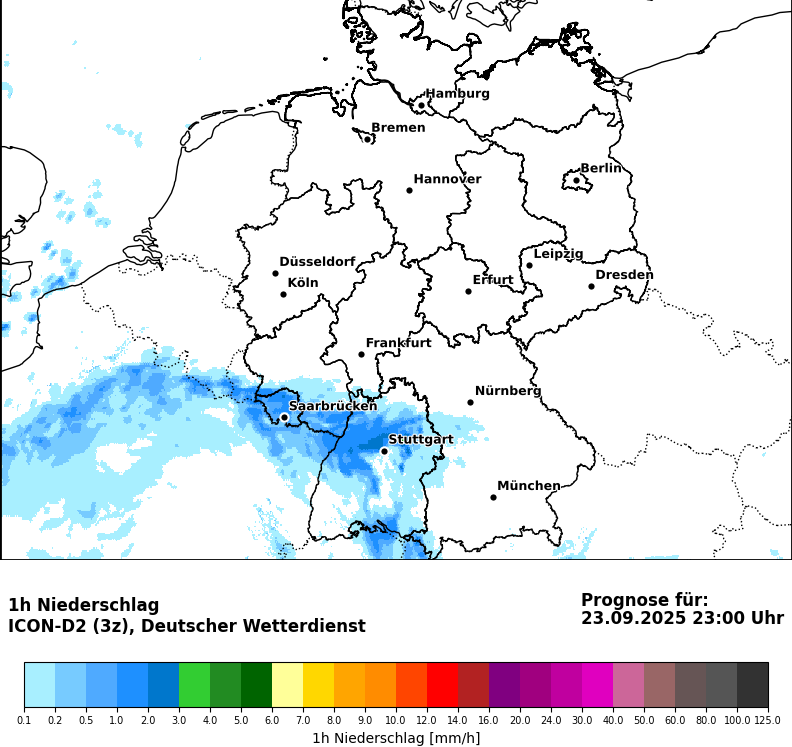 Hamburg
Bremen
Berlin
Hannover
Leipzig
Düsseldorf
Dresden
Köln
Erfurt
Frankfurt
Nürnberg
Saarbrücken
Stuttgart
München
1h Niederschlag
ICON-D2 (3z), Deutscher Wetterdienst
Prognose für:
23.09.2025 23:00 Uhr
0.1 0.2 0.5 1.0 2.0 3.0 4.0 5.0 6.0 7.0 8.0 9.0 10.0 12.0 14.0 16.0 20.0 24.0 30.0 40.0 50.0 60.0 80.0 100.0 125.0
1h Niederschlag [mm/h]